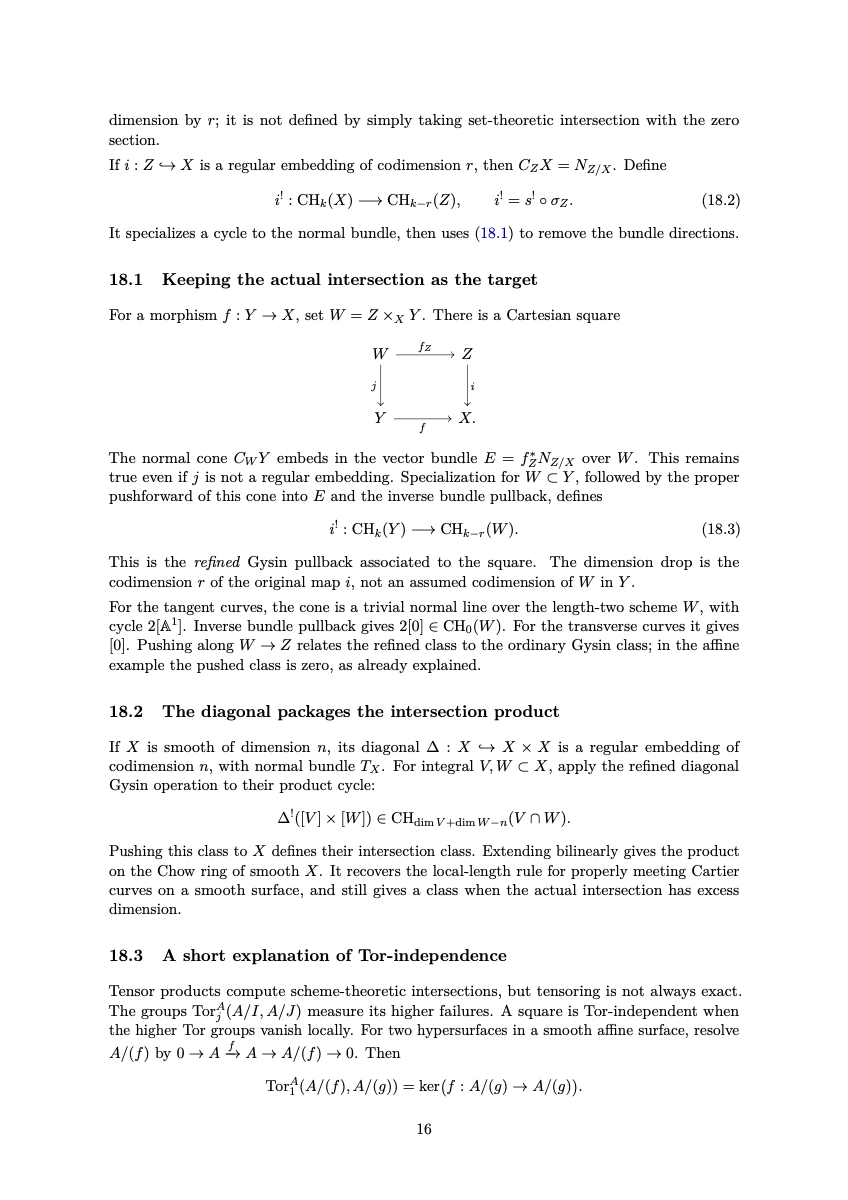 dimension by r; it is not defined by simply taking set-theoretic intersection with the zero
section.
If i : Z ↪ X is a regular embedding of codimension r, then C_Z X = N_{Z/X}. Define
i^! : CH_k(X) ⟶ CH_{k−r}(Z), i^! = s^! ∘ σ_Z. (18.2)
It specializes a cycle to the normal bundle, then uses (18.1) to remove the bundle directions.
18.1 Keeping the actual intersection as the target
For a morphism f : Y → X, set W = Z ×_X Y. There is a Cartesian square
W f_Z Z
j i
Y f X.
The normal cone C_W Y embeds in the vector bundle E = f_Z^* N_{Z/X} over W. This remains
true even if j is not a regular embedding. Specialization for W ⊂ Y, followed by the proper
pushforward of this cone into E and the inverse bundle pullback, defines
i^! : CH_k(Y) ⟶ CH_{k−r}(W). (18.3)
This is the refined Gysin pullback associated to the square. The dimension drop is the
codimension r of the original map i, not an assumed codimension of W in Y.
For the tangent curves, the cone is a trivial normal line over the length-two scheme W, with
cycle 2[𝔸^1]. Inverse bundle pullback gives 2[0] ∈ CH_0(W). For the transverse curves it gives
[0]. Pushing along W → Z relates the refined class to the ordinary Gysin class; in the affine
example the pushed class is zero, as already explained.
18.2 The diagonal packages the intersection product
If X is smooth of dimension n, its diagonal Δ : X ↪ X × X is a regular embedding of
codimension n, with normal bundle T_X. For integral V, W ⊂ X, apply the refined diagonal
Gysin operation to their product cycle:
Δ^!([V] × [W]) ∈ CH_{dim V+dim W−n}(V ∩ W).
Pushing this class to X defines their intersection class. Extending bilinearly gives the product
on the Chow ring of smooth X. It recovers the local-length rule for properly meeting Cartier
curves on a smooth surface, and still gives a class when the actual intersection has excess
dimension.
18.3 A short explanation of Tor-independence
Tensor products compute scheme-theoretic intersections, but tensoring is not always exact.
The groups Tor_j^A(A/I, A/J) measure its higher failures. A square is Tor-independent when
the higher Tor groups vanish locally. For two hypersurfaces in a smooth affine surface, resolve
A/(f) by 0 → A \xrightarrow{f} A → A/(f) → 0. Then
Tor_1^A(A/(f), A/(g)) = ker(f : A/(g) → A/(g)).
16